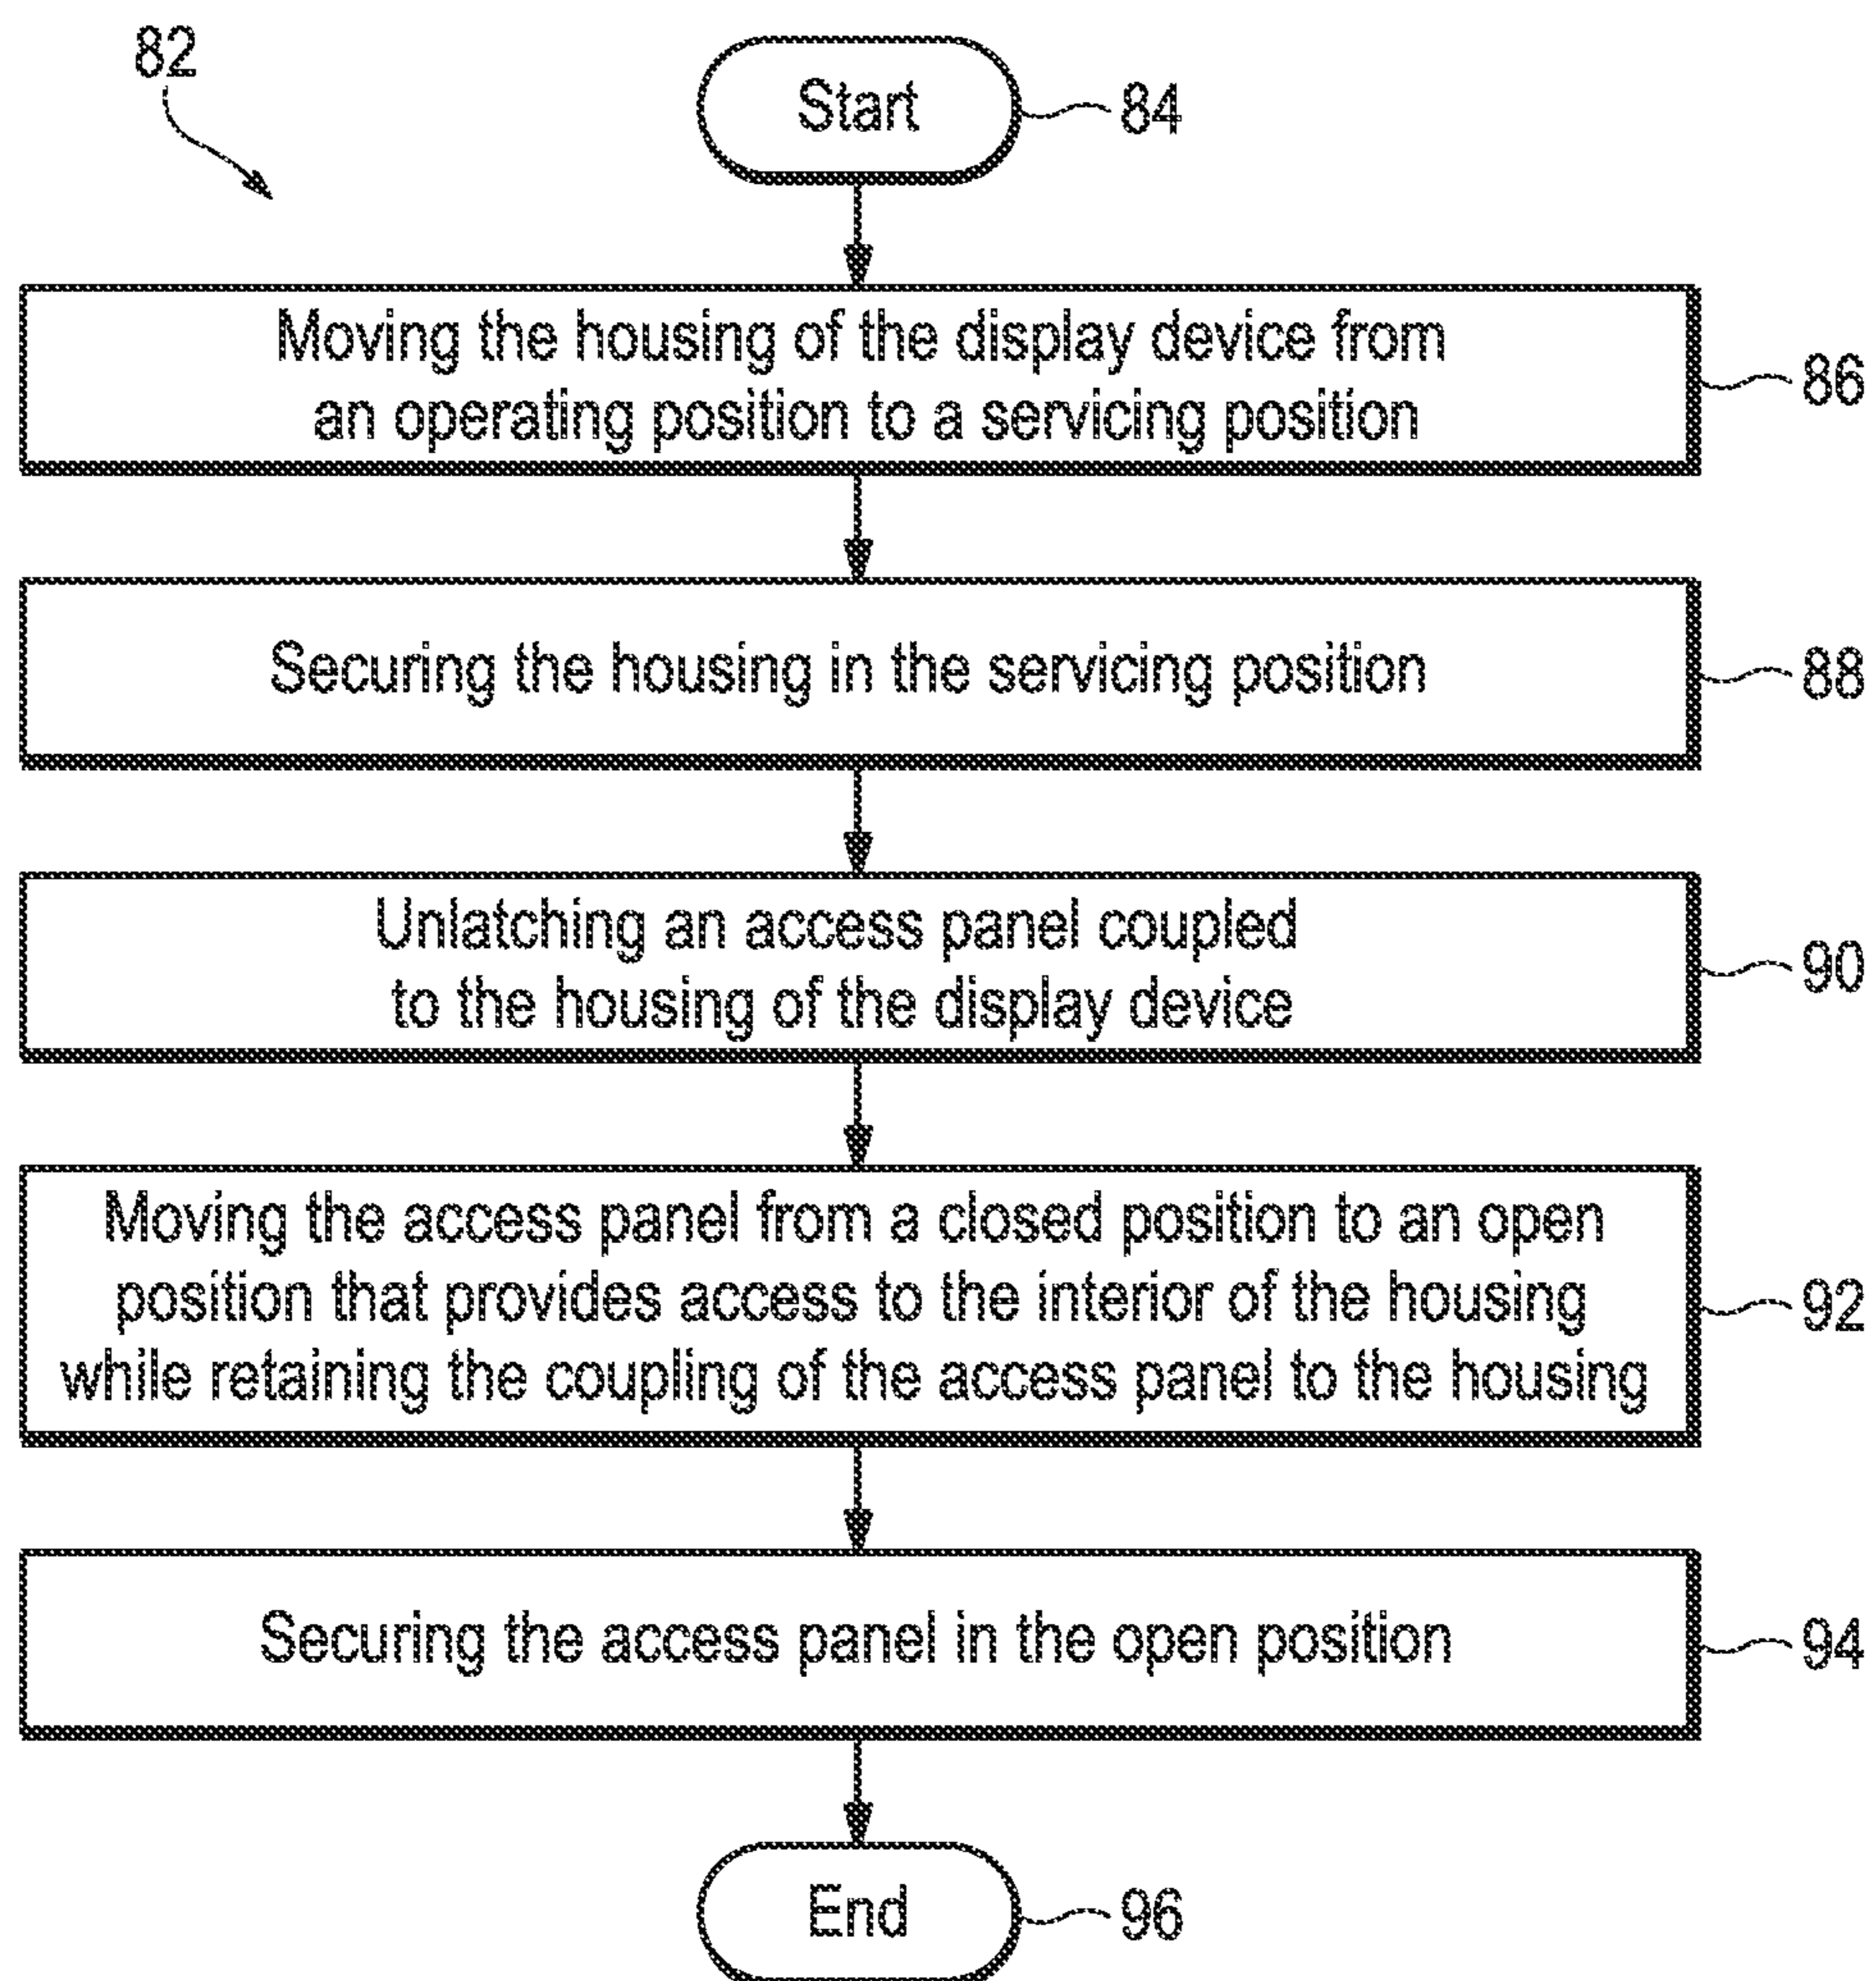 82
Start
84
Moving the housing of the display device from
an operating position to a servicing position
86
Securing the housing in the servicing position
88
Unlatching an access panel coupled
to the housing of the display device
90
Moving the access panel from a closed position to an open
position that provides access to the interior of the housing
while retaining the coupling of the access panel to the housing
92
Securing the access panel in the open position
94
End
96